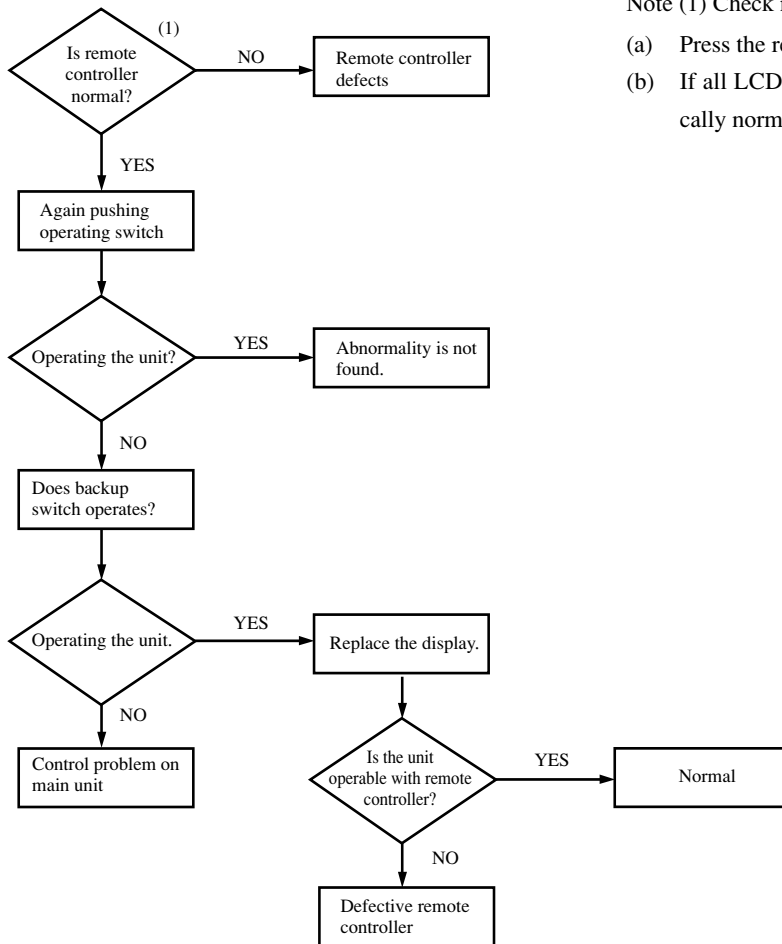 (1)
Is remote
controller
normal?
NO
Remote controller
defects
YES
Again pushing
operating switch
Operating the unit?
YES
Abnormality is not
found.
NO
Does backup
switch operates?
Operating the unit.
YES
Replace the display.
NO
Control problem on
main unit
Is the unit
operable with remote
controller?
YES
Normal
NO
Defective remote
controller
Note (1) Check
(a) Press the
(b) If all LCD
cally